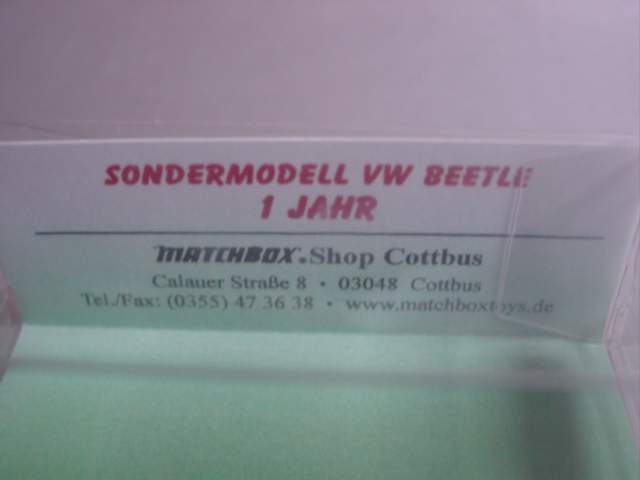 SONDERMODELL VW BEETLE
1 JAHR
"MATCHBOX".Shop Cottbus
Calauer Straße 8 • 03048 Cottbus
Tel./Fax: (0355) 47 36 38 • www.matchboxtoys.de